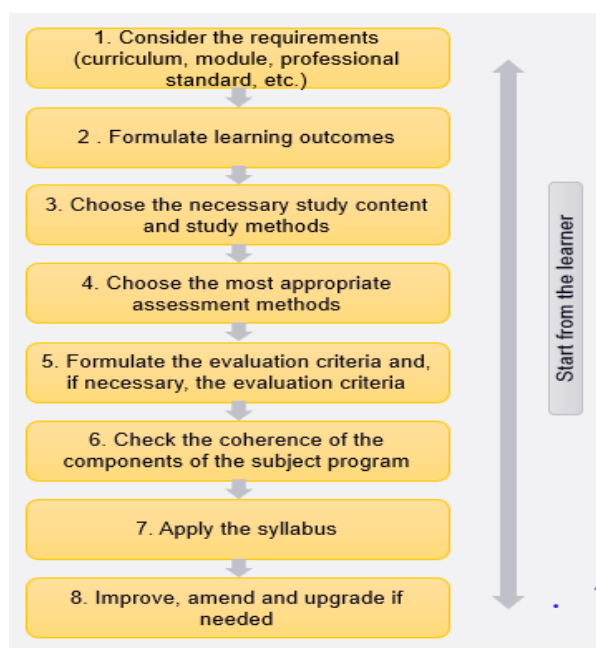 1. Consider the requirements
(curriculum, module, professional
standard, etc.)
2 . Formulate learning outcomes
3. Choose the necessary study content
and study methods
4. Choose the most appropriate
assessment methods
5. Formulate the evaluation criteria and,
if necessary, the evaluation criteria
6. Check the coherence of the
components of the subject program
7. Apply the syllabus
8. Improve, amend and upgrade if
needed
Start from the learner